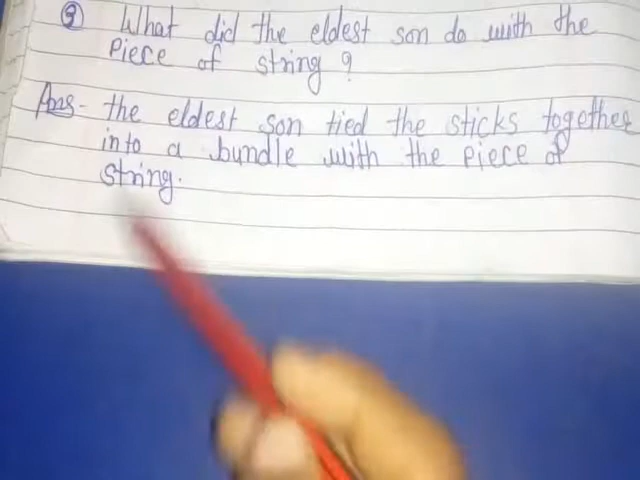 9 What did the eldest son do with the
Piece of string ?
Ans- the eldest son tied the sticks together
into a bundle with the piece of
string.